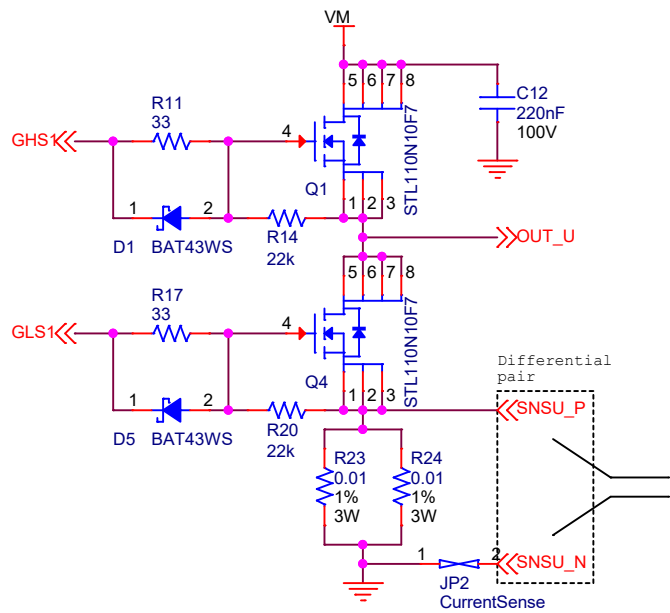 VM
5 6 7 8
C12
220nF
100V
R11
33
GHS1
4
STL110N10F7
Q1
1 2
1 2 3
R14
22k
D1 BAT43WS
OUT_U
5 6 7 8
R17
33
GLS1
4
STL110N10F7
Q4
Differential
pair
1 2
1 2 3
SNSU_P
R20
22k
D5 BAT43WS
R23
0.01
1%
3W
R24
0.01
1%
3W
1 2
SNSU_N
JP2
CurrentSense